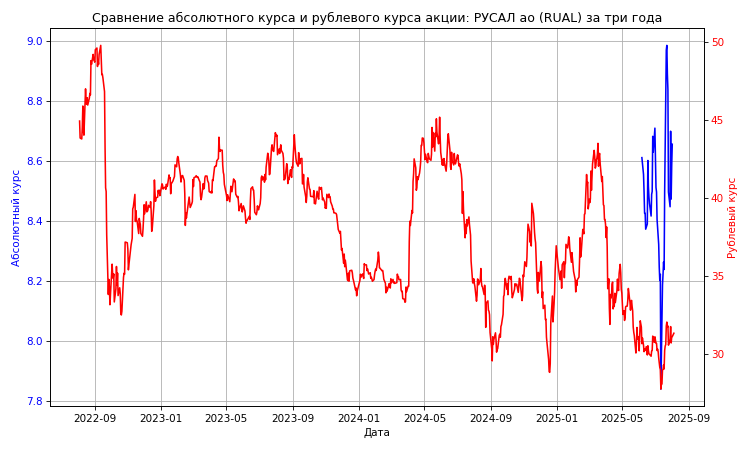 Сравнение абсолютного курса и рублевого курса акции: РУСАЛ ао (RUAL) за три года
9.0
8.8
8.6
8.4
8.2
8.0
7.8
Абсолютный курс
50
45
40
35
30
Рублевый курс
2022-09 2023-01 2023-05 2023-09 2024-01 2024-05 2024-09 2025-01 2025-05 2025-09
Дата